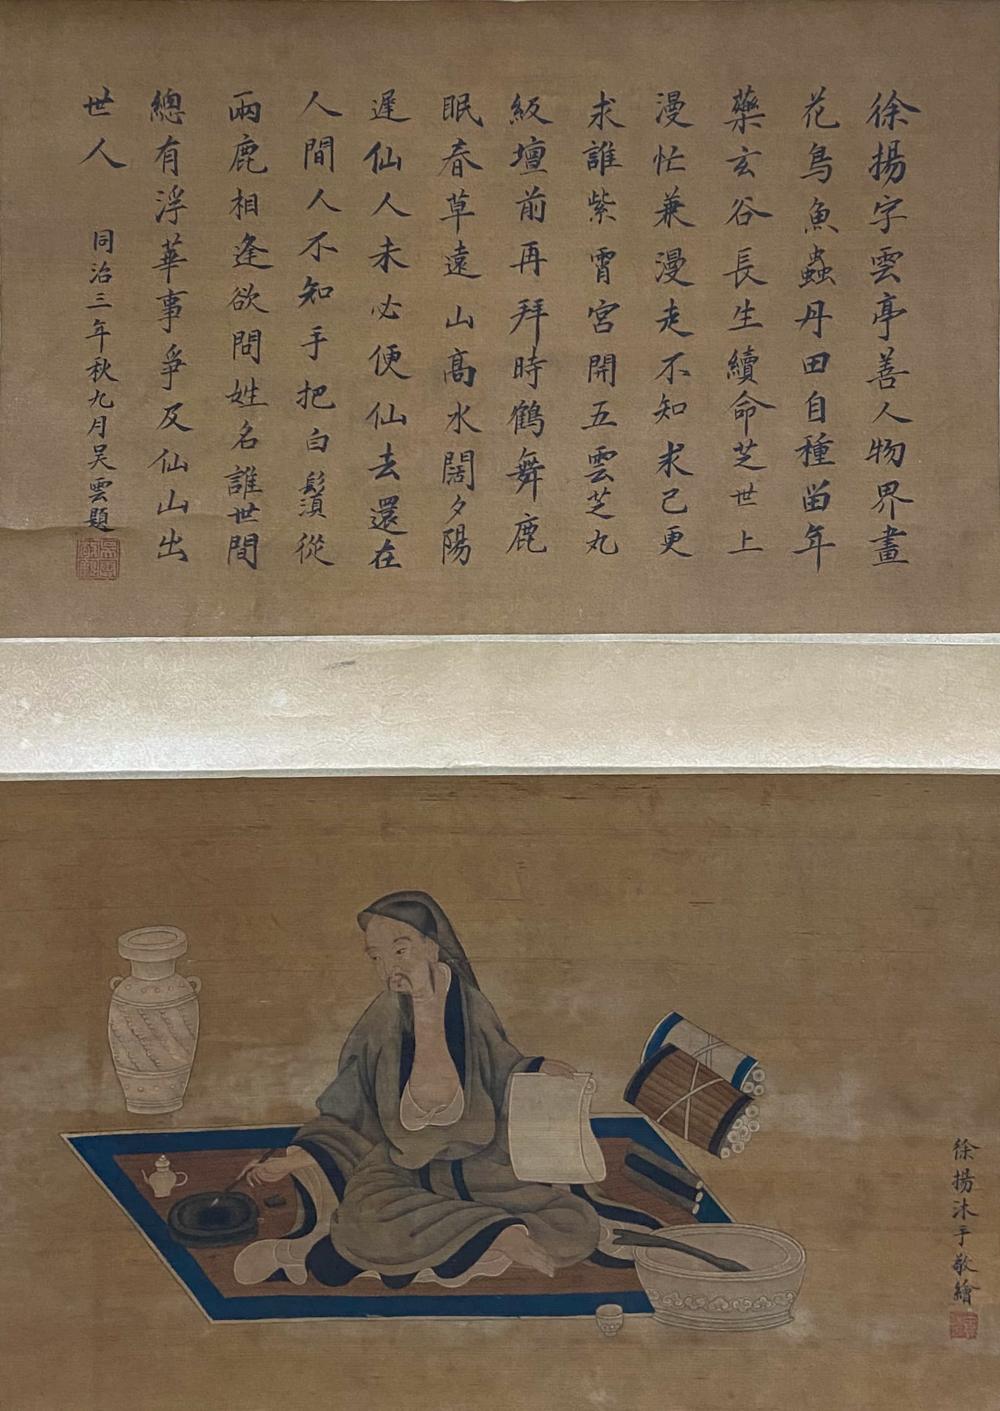 徐揚字雲亭善人物界畫
花鳥魚蟲丹田自種留年
藥玄谷長生續命芝世上
漫忙兼漫走不知求己更
求誰紫霄宮開五雲芝丸
級壇前再拜時鶴舞鹿
眠春草遠山高水闊夕陽
遲仙人未必便仙去還在
人間人不知手把白鬚從
兩鹿相逢欲問姓名誰世間
總有浮華事爭及仙山出
世人
同治三年秋九月吴雲題
徐揚沐手敬繪